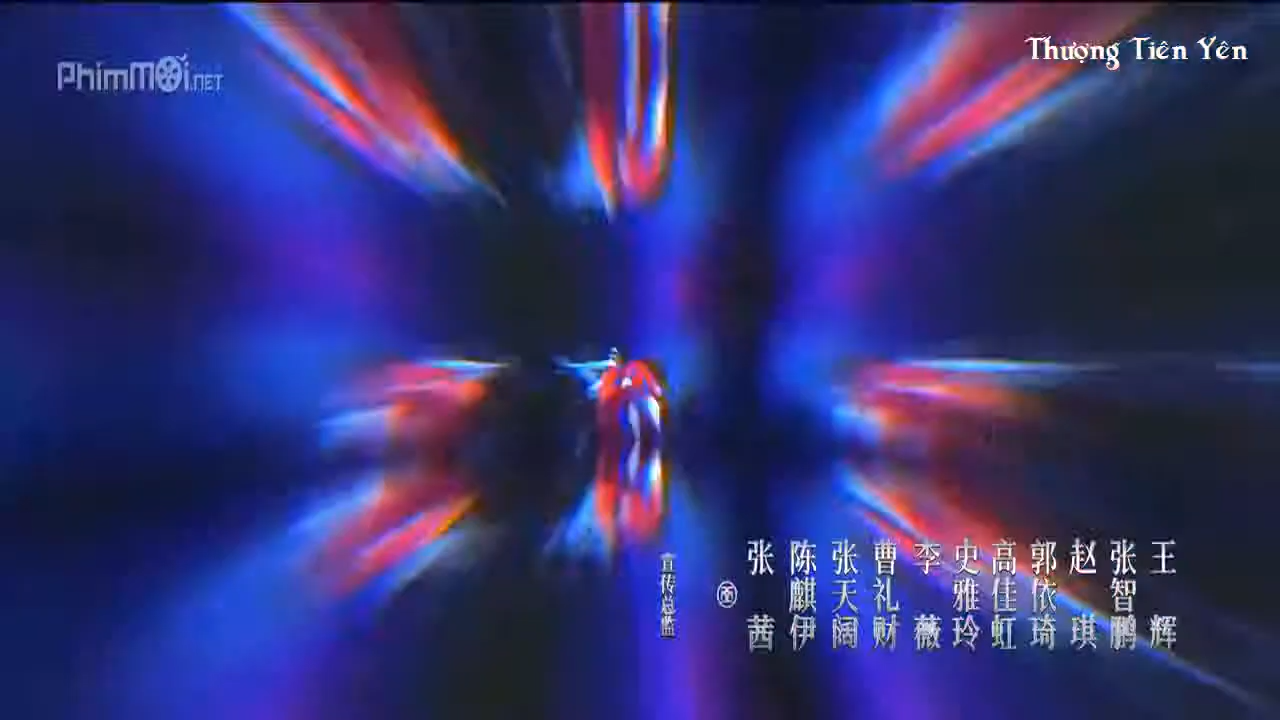 PhimMOi.NET
Thượng Tiên Yên
宣传总监
张茜
陈麒伊
张天阔
曹礼财
李薇
史雅玲
高佳虹
郭依琦
赵琪
张智鹏
王辉